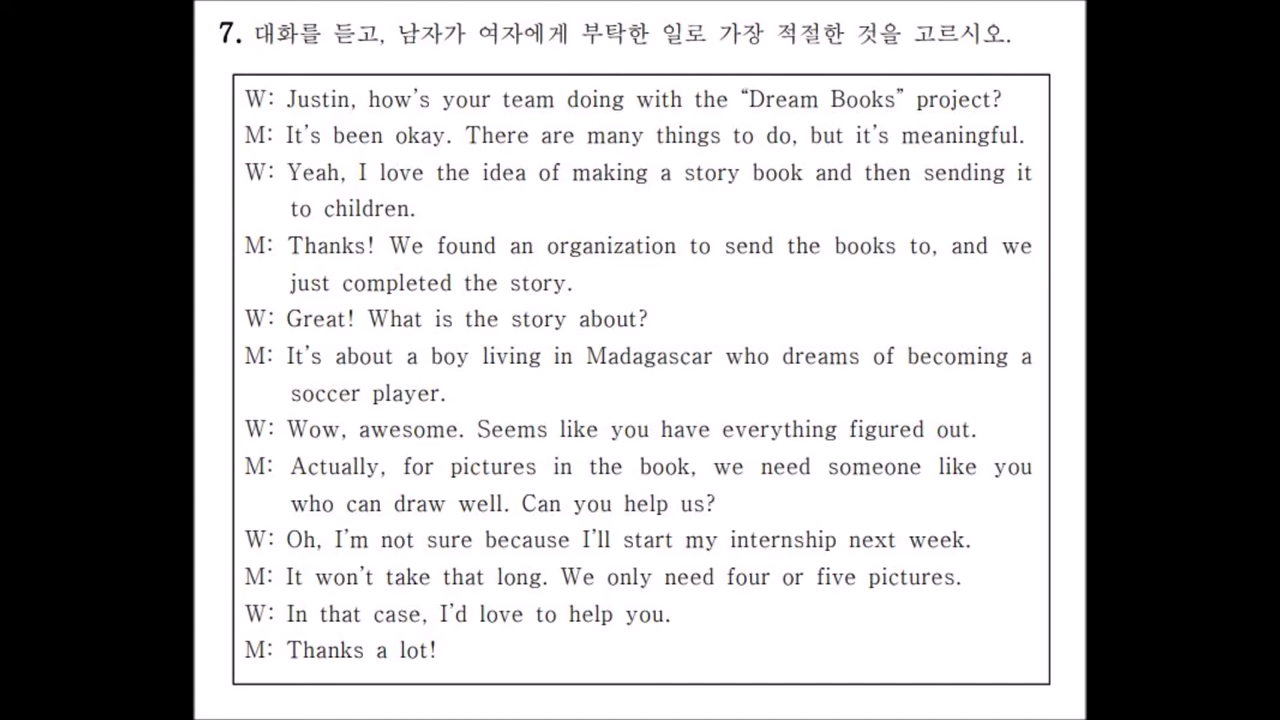 7. 대화를 듣고, 남자가 여자에게 부탁한 일로 가장 적절한 것을 고르시오.
W: Justin, how's your team doing with the “Dream Books” project?
M: It's been okay. There are many things to do, but it's meaningful.
W: Yeah, I love the idea of making a story book and then sending it
to children.
M: Thanks! We found an organization to send the books to, and we
just completed the story.
W: Great! What is the story about?
M: It's about a boy living in Madagascar who dreams of becoming a
soccer player.
W: Wow, awesome. Seems like you have everything figured out.
M: Actually, for pictures in the book, we need someone like you
who can draw well. Can you help us?
W: Oh, I'm not sure because I'll start my internship next week.
M: It won't take that long. We only need four or five pictures.
W: In that case, I'd love to help you.
M: Thanks a lot!